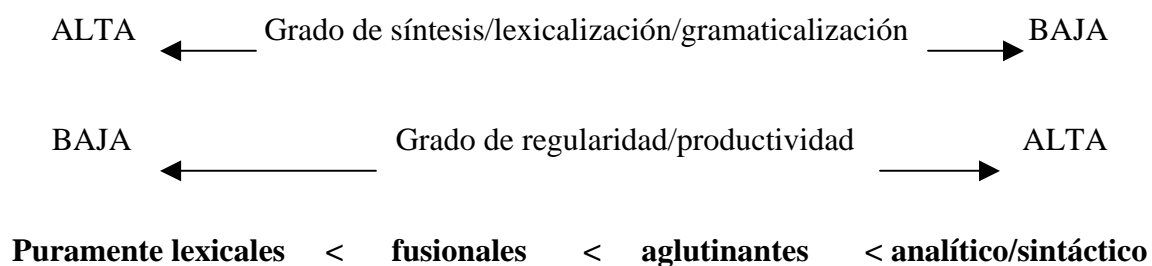 ALTA Grado de síntesis/lexicalización/gramaticalización BAJA
BAJA Grado de regularidad/productividad ALTA
Puramente lexicales < fusionales < aglutinantes < analítico/sintáctico